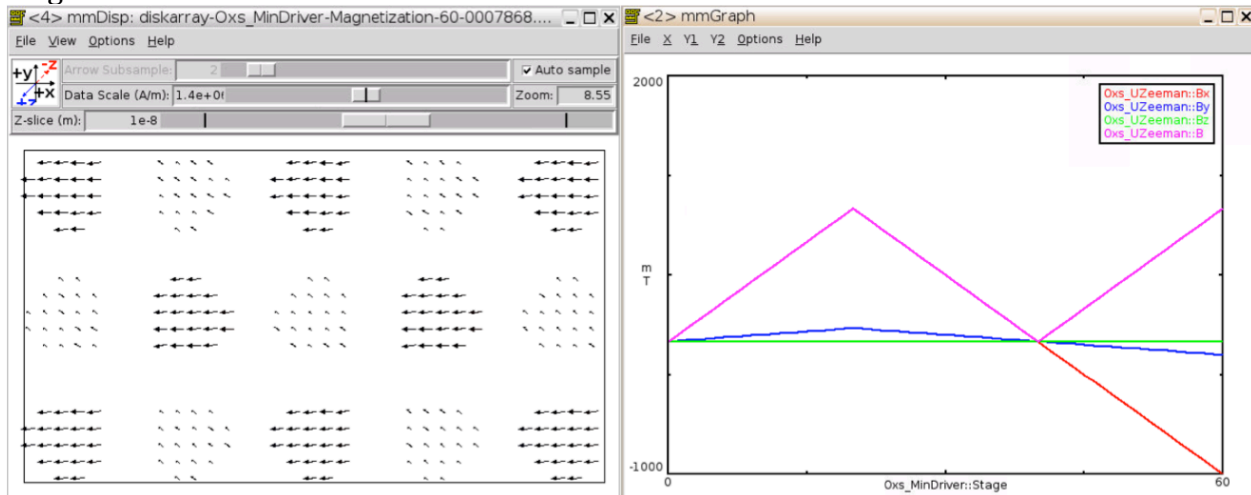 <4> mmDisp: diskarray-Oxs_MinDriver-Magnetization-60-0007868....
File View Options Help
+y -z +x +z
Arrow Subsample: 2 Auto sample
Data Scale (A/m): 1.4e+0 Zoom: 8.55
Z-slice (m): 1e-8
<2> mmGraph
File X Y1 Y2 Options Help
2000
Oxs_UZeeman::Bx
Oxs_UZeeman::By
Oxs_UZeeman::Bz
Oxs_UZeeman::B
m
T
-1000
0 Oxs_MinDriver::Stage 60